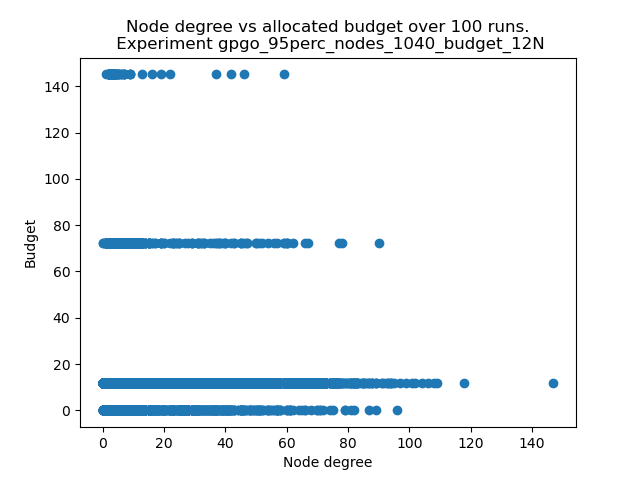 Node degree vs allocated budget over 100 runs.
Experiment gpgo_95perc_nodes_1040_budget_12N
140
120
100
80
60
40
20
0
Budget
0 20 40 60 80 100 120 140
Node degree